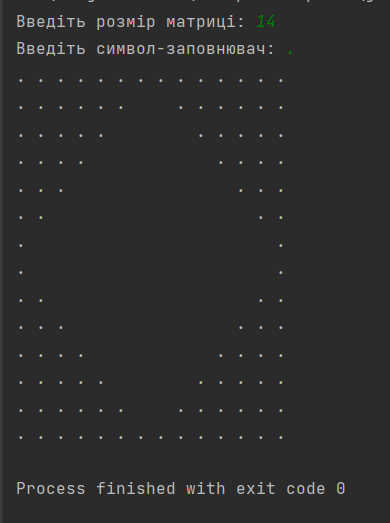 Введіть розмір матриці: 14
Введіть символ-заповнювач: .
. . . . . . . . . . . . . .
. . . . . .     . . . . . .
. . . . .         . . . . .
. . . .             . . . .
. . .                 . . .
. .                     . .
.                         .
.                         .
. .                     . .
. . .                 . . .
. . . .             . . . .
. . . . .         . . . . .
. . . . . .     . . . . . .
. . . . . . . . . . . . . .
Process finished with exit code 0